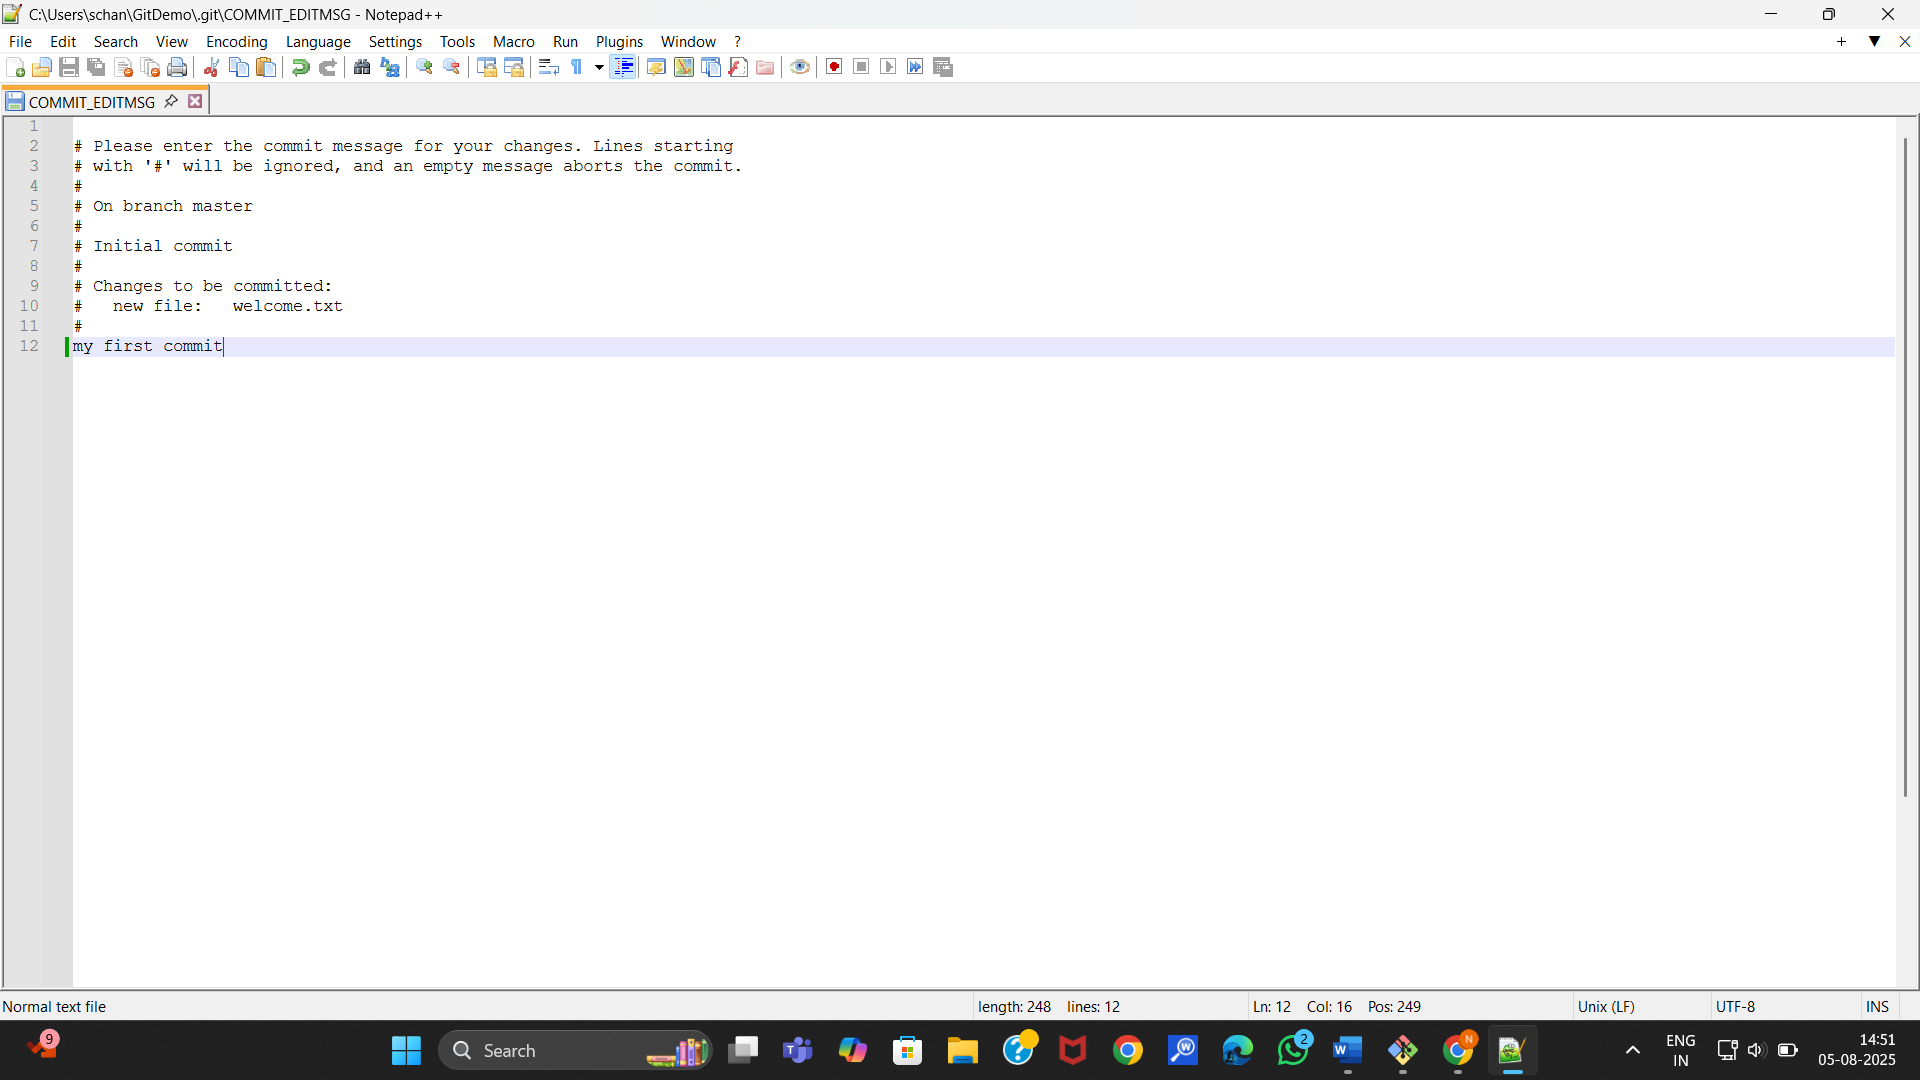 C:\Users\schan\GitDemo\.git\COMMIT_EDITMSG - Notepad++
File Edit Search View Encoding Language Settings Tools Macro Run Plugins Window ?
COMMIT_EDITMSG
1
2 # Please enter the commit message for your changes. Lines starting
3 # with '#' will be ignored, and an empty message aborts the commit.
4 #
5 # On branch master
6 #
7 # Initial commit
8 #
9 # Changes to be committed:
10 #	new file:   welcome.txt
11 #
12 my first commit
Normal text file length: 248 lines: 12 Ln: 12 Col: 16 Pos: 249 Unix (LF) UTF-8 INS
9 Search 2 N ENG 14:51
IN 05-08-2025